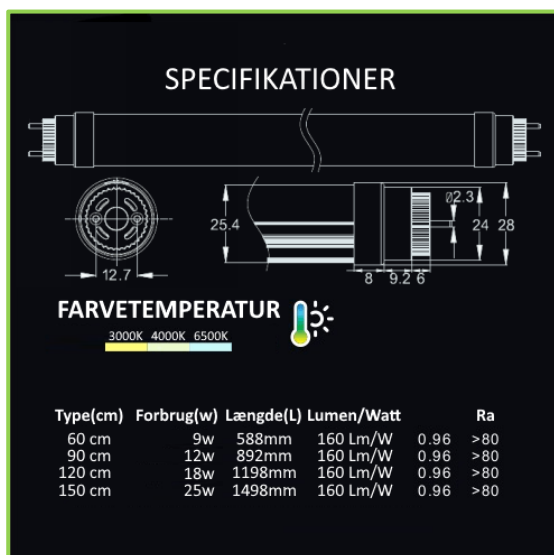 SPECIFIKATIONER
Ø2.3
25.4
24
28
12.7
8
9.2
6
FARVETEMPERATUR
3000K 4000K 6500K
Type(cm) Forbrug(w) Længde(L) Lumen/Watt Ra
60 cm 9w 588mm 160 Lm/W 0.96 >80
90 cm 12w 892mm 160 Lm/W 0.96 >80
120 cm 18w 1198mm 160 Lm/W 0.96 >80
150 cm 25w 1498mm 160 Lm/W 0.96 >80